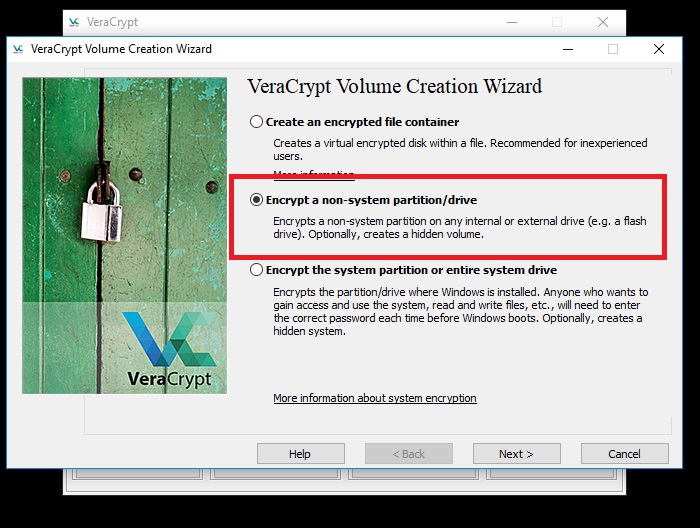 VeraCrypt
VeraCrypt Volume Creation Wizard
VeraCrypt Volume Creation Wizard
Create an encrypted file container
Creates a virtual encrypted disk within a file. Recommended for inexperienced
users.
More information
Encrypt a non-system partition/drive
Encrypts a non-system partition on any internal or external drive (e.g. a flash
drive). Optionally, creates a hidden volume.
Encrypt the system partition or entire system drive
Encrypts the partition/drive where Windows is installed. Anyone who wants to
gain access and use the system, read and write files, etc., will need to enter
the correct password each time before Windows boots. Optionally, creates a
hidden system.
VeraCrypt
More information about system encryption
Help
< Back
Next >
Cancel